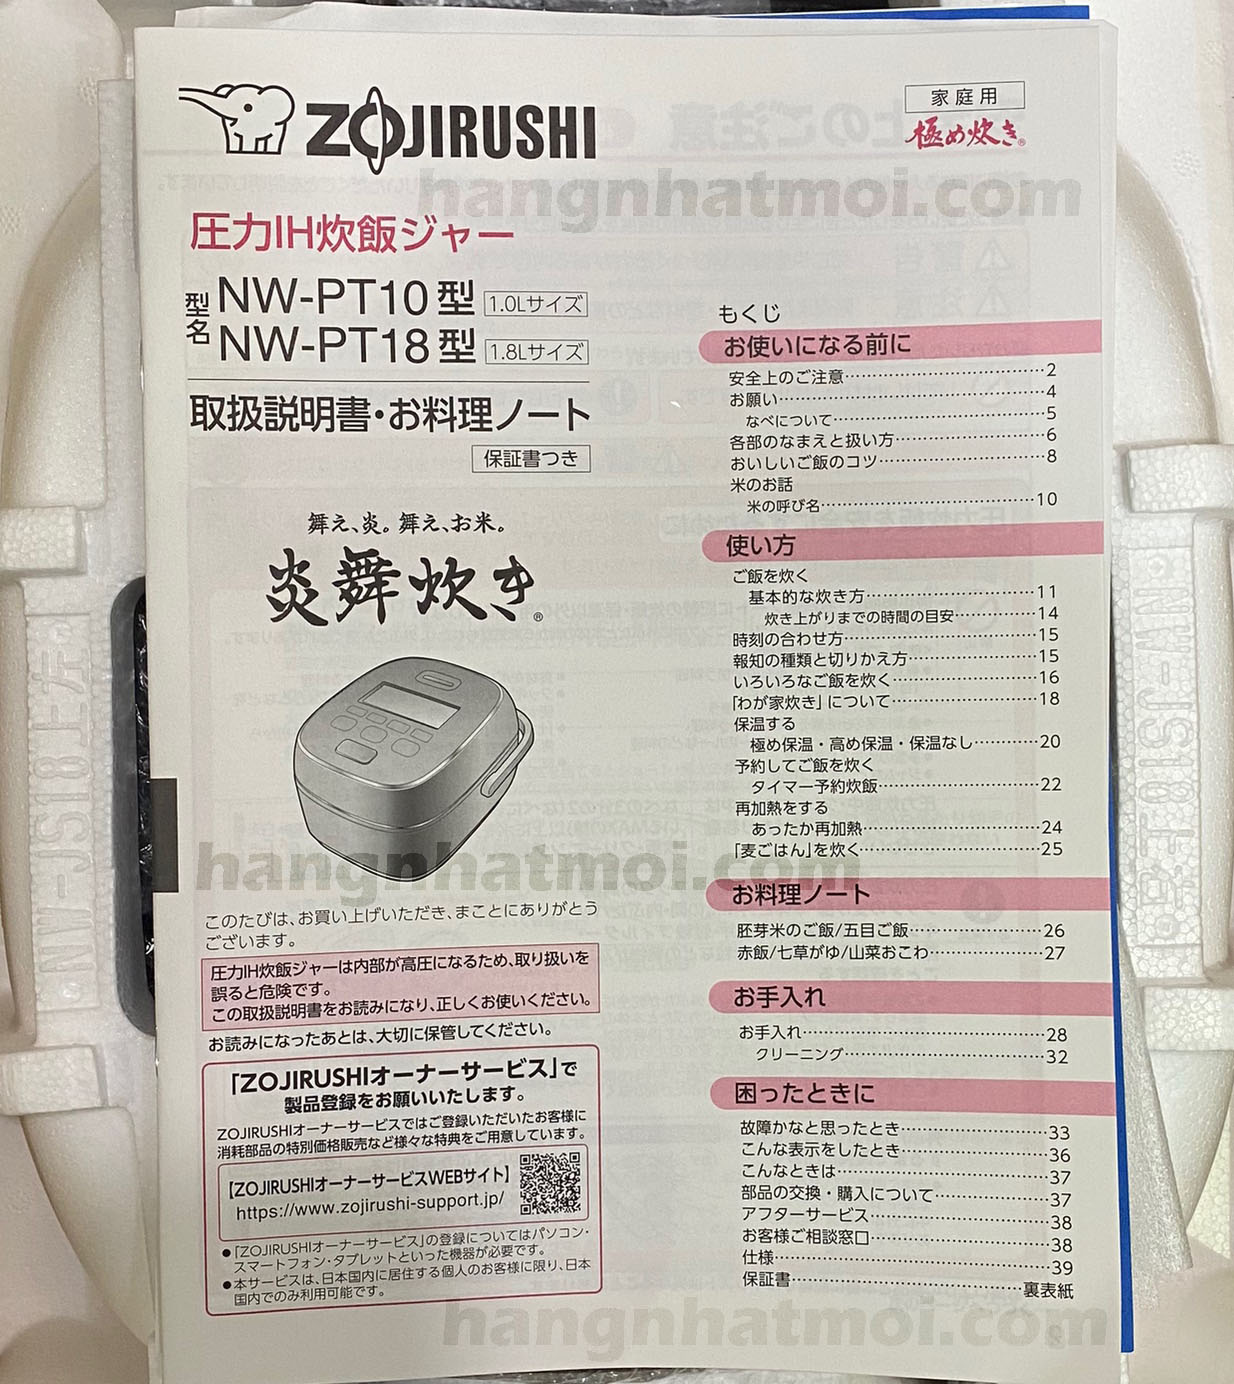 ZOJIRUSHI
家庭用
極め炊き®
hangnhatmoi.com
圧力IH炊飯ジャー
型名
NW-PT10型 1.0Lサイズ
NW-PT18型 1.8Lサイズ
取扱説明書・お料理ノート
保証書つき
舞え、炎。舞え、お米。
炎舞炊き®
hangnhatmoi.com
このたびは、お買い上げいただき、まことにありがとう
ございます。
圧力IH炊飯ジャーは内部が高圧になるため、取り扱いを
誤ると危険です。
この取扱説明書をお読みになり、正しくお使いください。
お読みになったあとは、大切に保管してください。
「ZOJIRUSHIオーナーサービス」で
製品登録をお願いいたします。
ZOJIRUSHIオーナーサービスではご登録いただいたお客様に
消耗部品の特別価格販売など様々な特典をご用意しています。
【ZOJIRUSHIオーナーサービスWEBサイト】
https://www.zojirushi-support.jp/
●「ZOJIRUSHIオーナーサービス」の登録についてはパソコン・
スマートフォン・タブレットといった機器が必要です。
●本サービスは、日本国内に居住する個人のお客様に限り、日本
国内でのみ利用可能です。
もくじ
お使いになる前に
安全上のご注意……………………2
お願い……………………4
なべについて……………………5
各部のなまえと扱い方……………………6
おいしいご飯のコツ……………………8
米のお話
米の呼び名……………………10
使い方
ご飯を炊く
基本的な炊き方……………………11
炊き上がりまでの時間の目安…………14
時刻の合わせ方……………………15
報知の種類と切りかえ方……………15
いろいろなご飯を炊く……………16
「わが家炊き」について……………18
保温する
極め保温・高め保温・保温なし………20
予約してご飯を炊く
タイマー予約炊飯……………………22
再加熱をする
あったか再加熱……………………24
「麦ごはん」を炊く……………………25
お料理ノート
胚芽米のご飯/五目ご飯……………26
赤飯/七草がゆ/山菜おこわ…………27
お手入れ
お手入れ……………………28
クリーニング……………………32
困ったときに
故障かなと思ったとき……………33
こんな表示をしたとき……………36
こんなときは……………………37
部品の交換・購入について…………37
アフターサービス……………………38
お客様ご相談窓口……………………38
仕様……………………39
保証書……………………裏表紙
hangnhatmoi.com